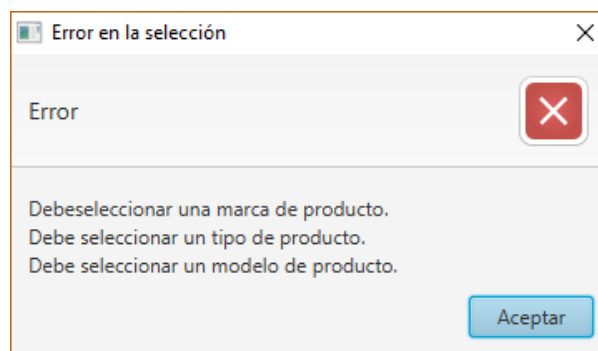 Error en la selección
Error
Debeseleccionar una marca de producto.
Debe seleccionar un tipo de producto.
Debe seleccionar un modelo de producto.
Aceptar